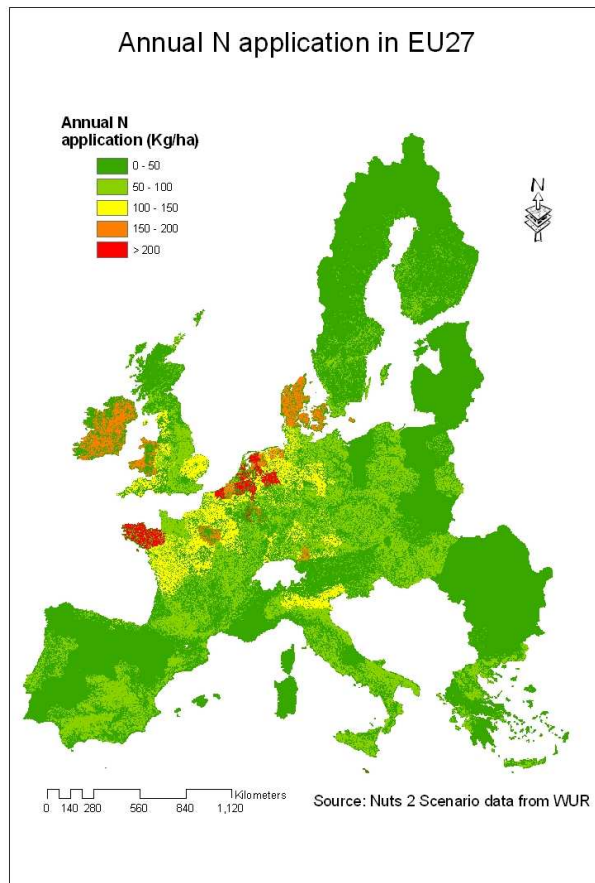 Annual N application in EU27
Annual N
application (Kg/ha)
0 - 50
50 - 100
100 - 150
150 - 200
> 200
N
Kilometers
0 140 280 560 840 1,120
Source: Nuts 2 Scenario data from WUR